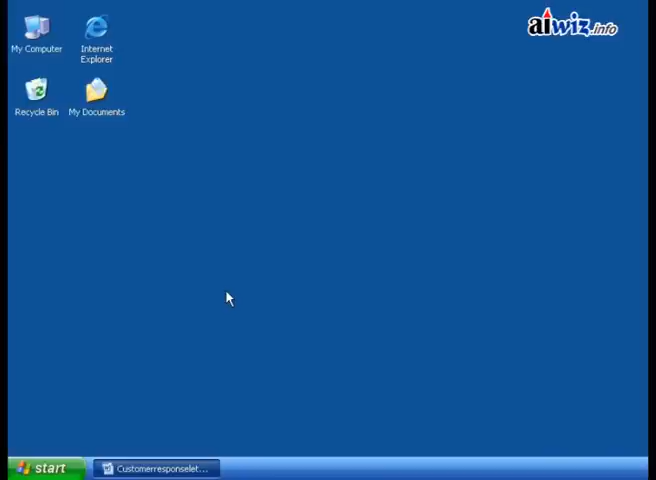 aiwiz.info
My Computer
Internet
Explorer
Recycle Bin
My Documents
start
Customerresponselet...